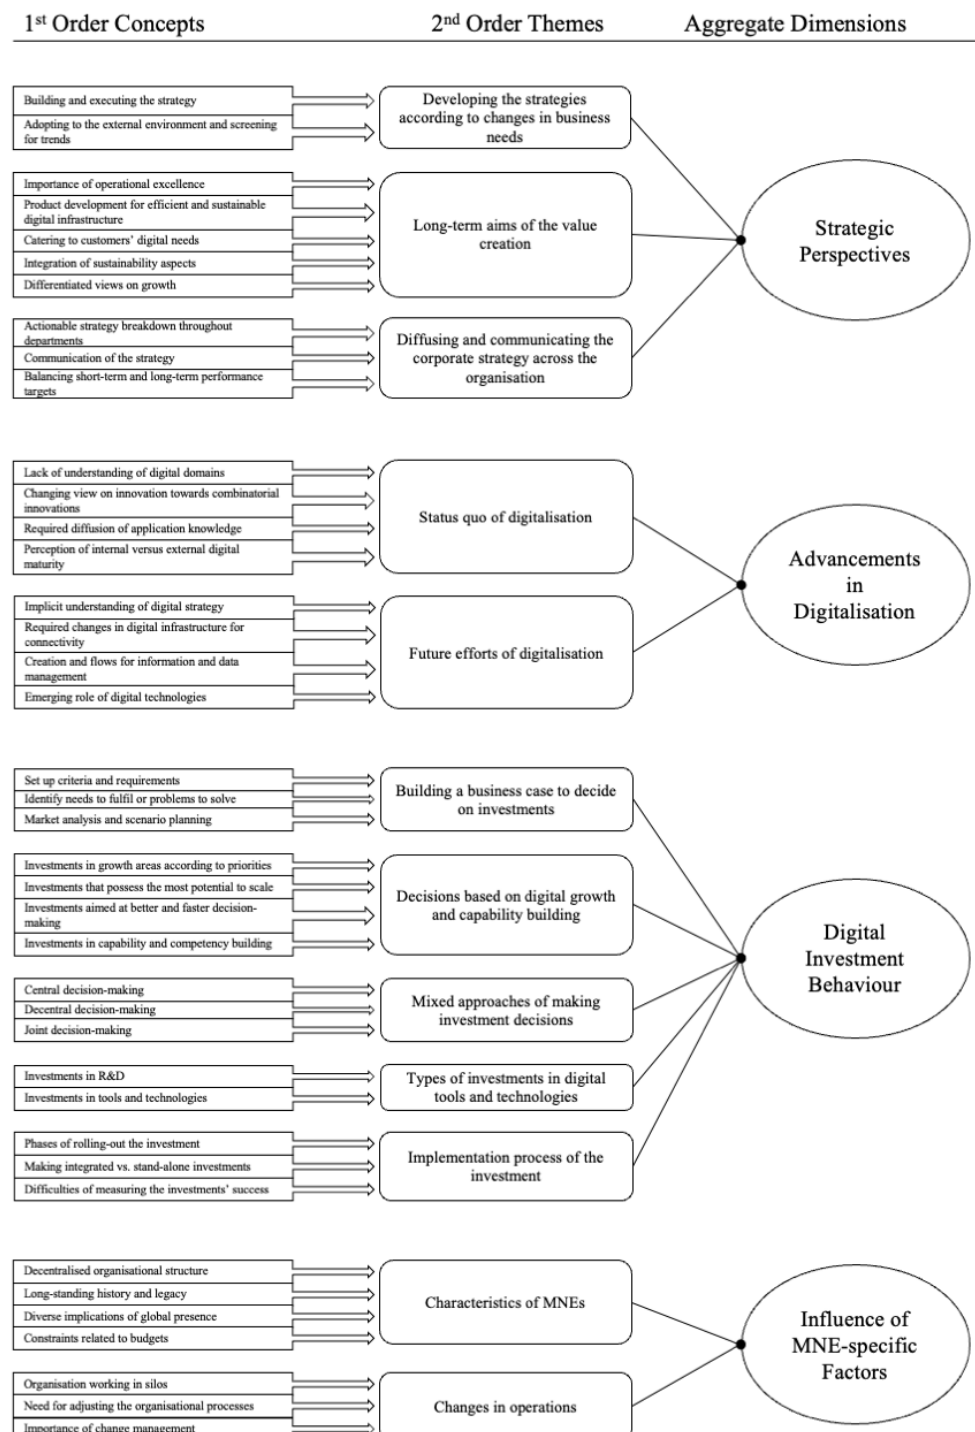 1st Order Concepts
2nd Order Themes
Aggregate Dimensions
Building and executing the strategy
Adopting to the external environment and screening
for trends
Developing the strategies
according to changes in business
needs
Importance of operational excellence
Product development for efficient and sustainable
digital infrastructure
Catering to customers' digital needs
Integration of sustainability aspects
Differentiated views on growth
Long-term aims of the value
creation
Actionable strategy breakdown throughout
departments
Communication of the strategy
Balancing short-term and long-term performance
targets
Diffusing and communicating the
corporate strategy across the
organisation
Strategic
Perspectives
Lack of understanding of digital domains
Changing view on innovation towards combinatorial
innovations
Required diffusion of application knowledge
Perception of internal versus external digital
maturity
Status quo of digitalisation
Implicit understanding of digital strategy
Required changes in digital infrastructure for
connectivity
Creation and flows for information and data
management
Emerging role of digital technologies
Future efforts of digitalisation
Advancements
in
Digitalisation
Set up criteria and requirements
Identify needs to fulfil or problems to solve
Market analysis and scenario planning
Building a business case to decide
on investments
Investments in growth areas according to priorities
Investments that possess the most potential to scale
Investments aimed at better and faster decision-
making
Investments in capability and competency building
Decisions based on digital growth
and capability building
Central decision-making
Decentral decision-making
Joint decision-making
Mixed approaches of making
investment decisions
Investments in R&D
Investments in tools and technologies
Types of investments in digital
tools and technologies
Phases of rolling-out the investment
Making integrated vs. stand-alone investments
Difficulties of measuring the investments' success
Implementation process of the
investment
Digital
Investment
Behaviour
Decentralised organisational structure
Long-standing history and legacy
Diverse implications of global presence
Constraints related to budgets
Characteristics of MNEs
Organisation working in silos
Need for adjusting the organisational processes
Importance of change management
Changes in operations
Influence of
MNE-specific
Factors